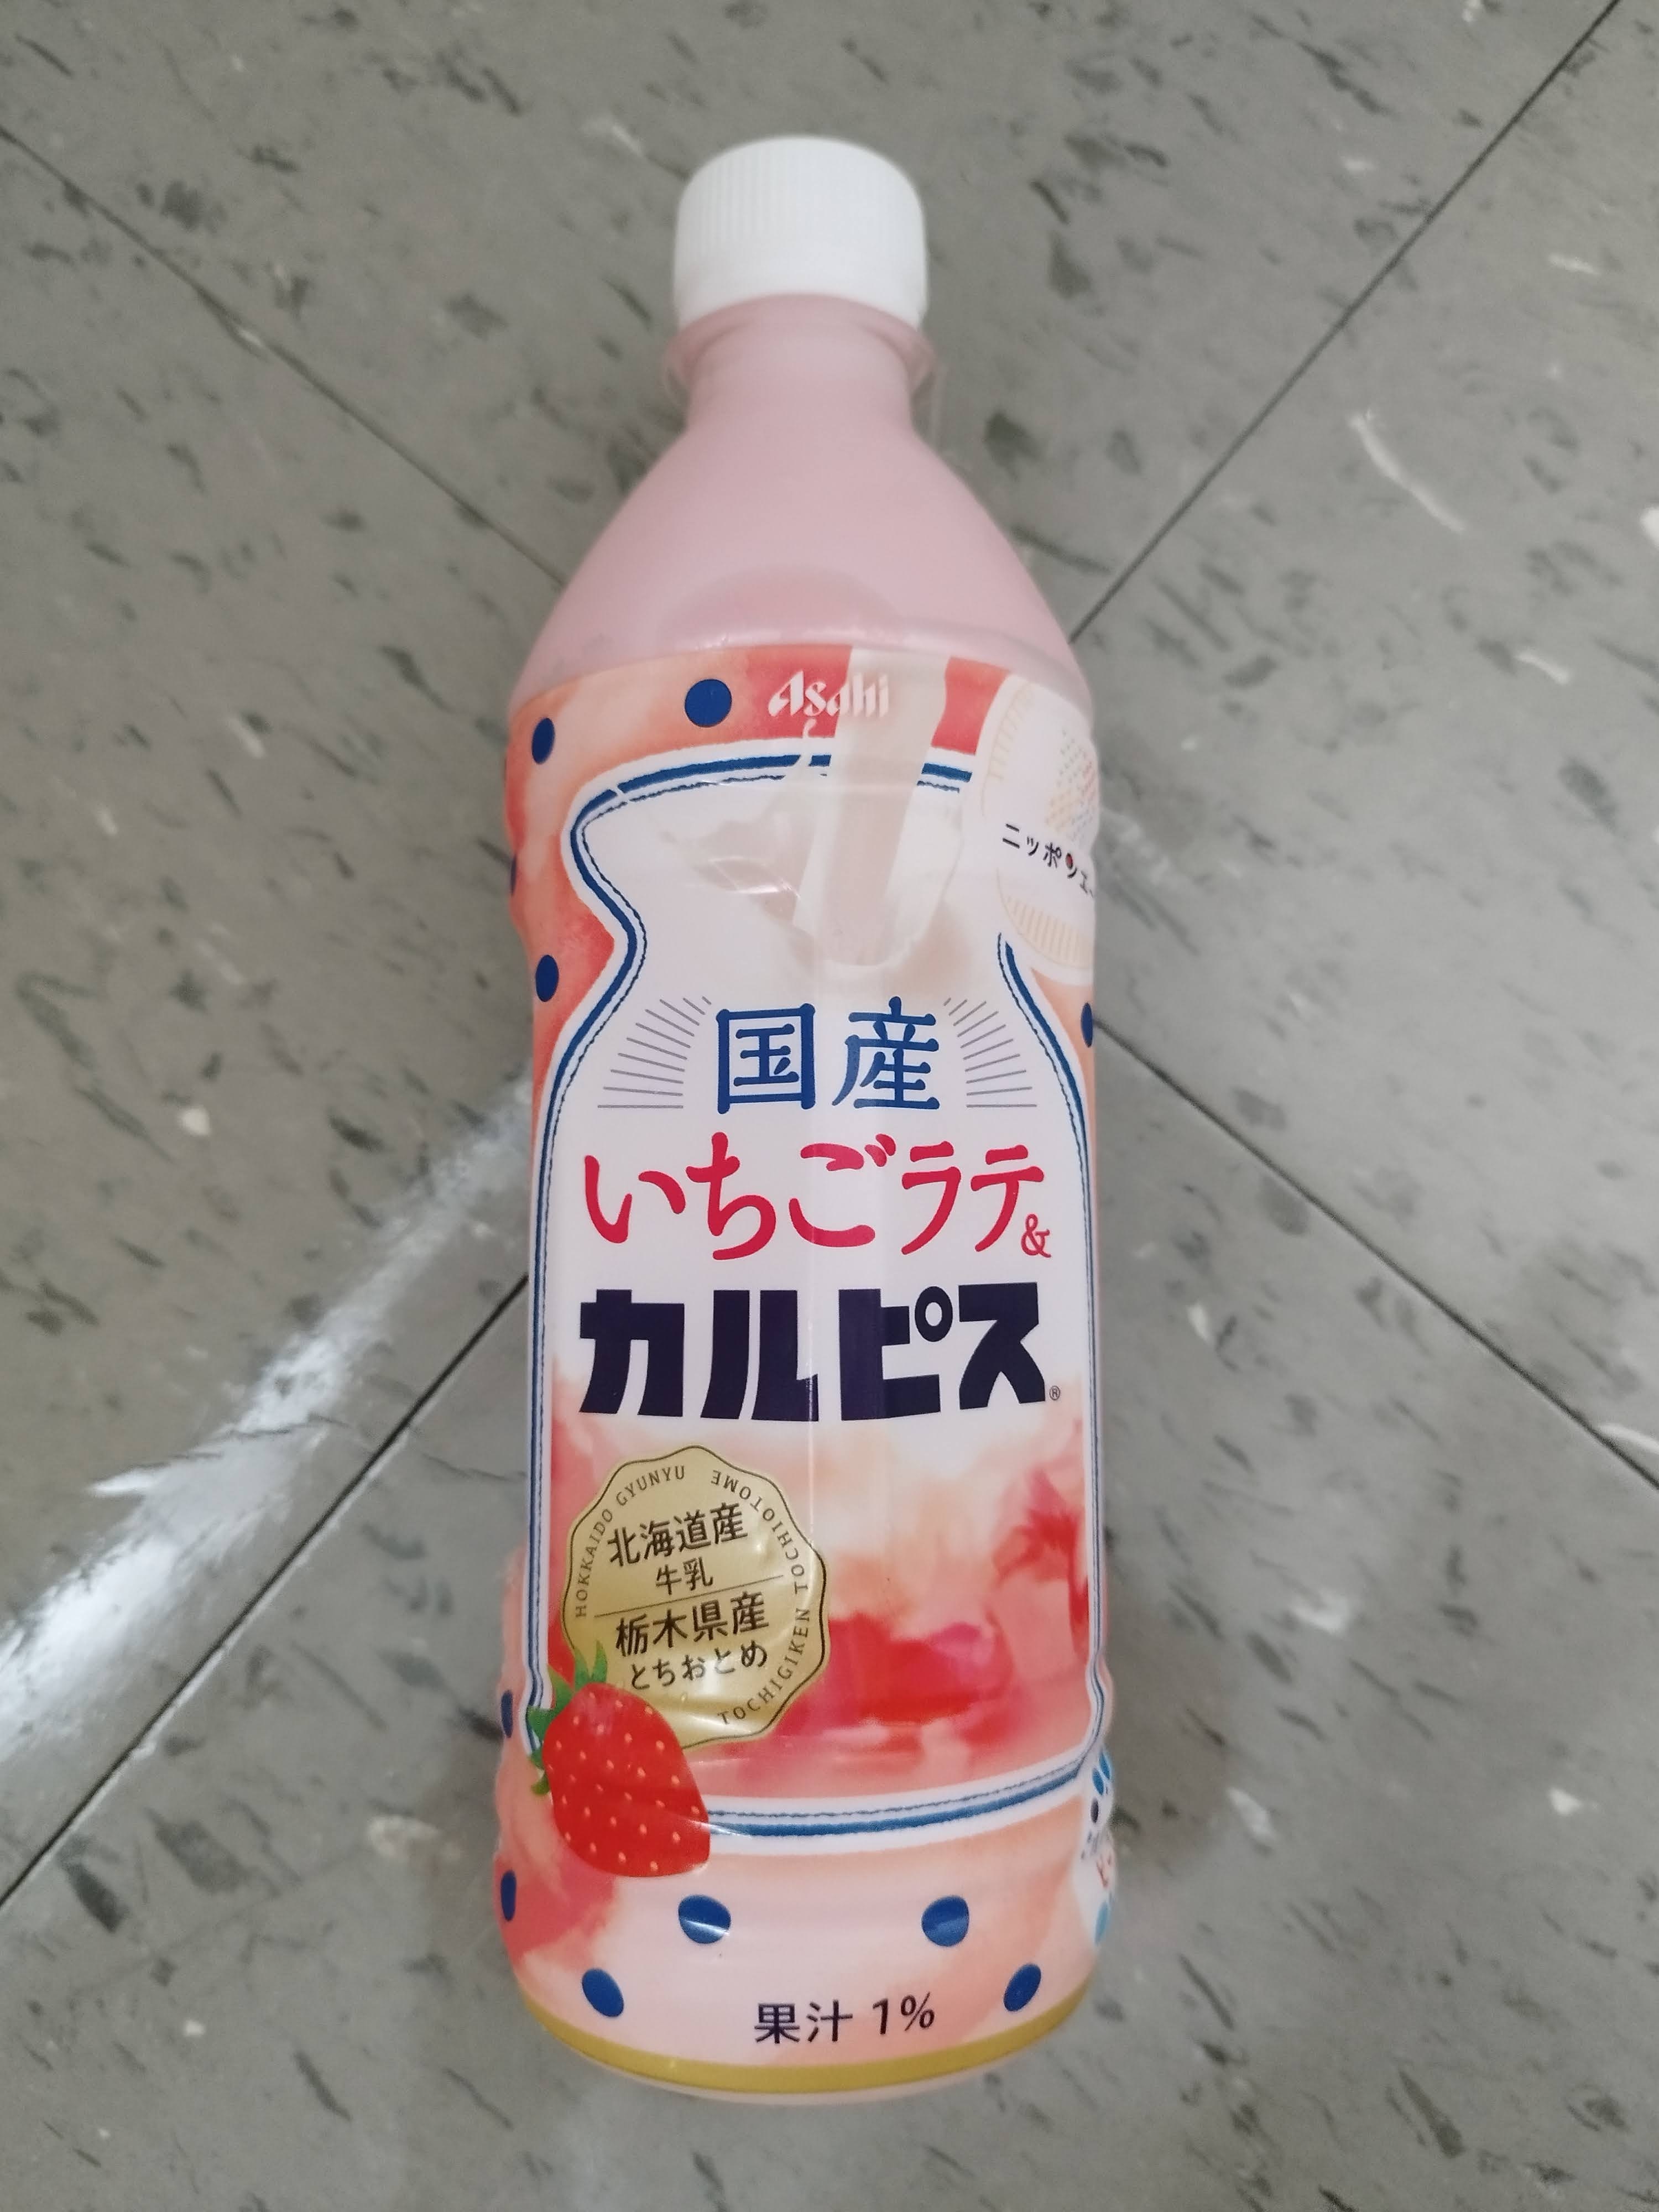 Asahi
ニッポンエー
国産
いちごラテ&
カルピス®
HOKKAIDO GYUNYU
TOCHIGIKEN TOCHIOTOME
北海道産
牛乳
栃木県産
とちおとめ
果汁 1%